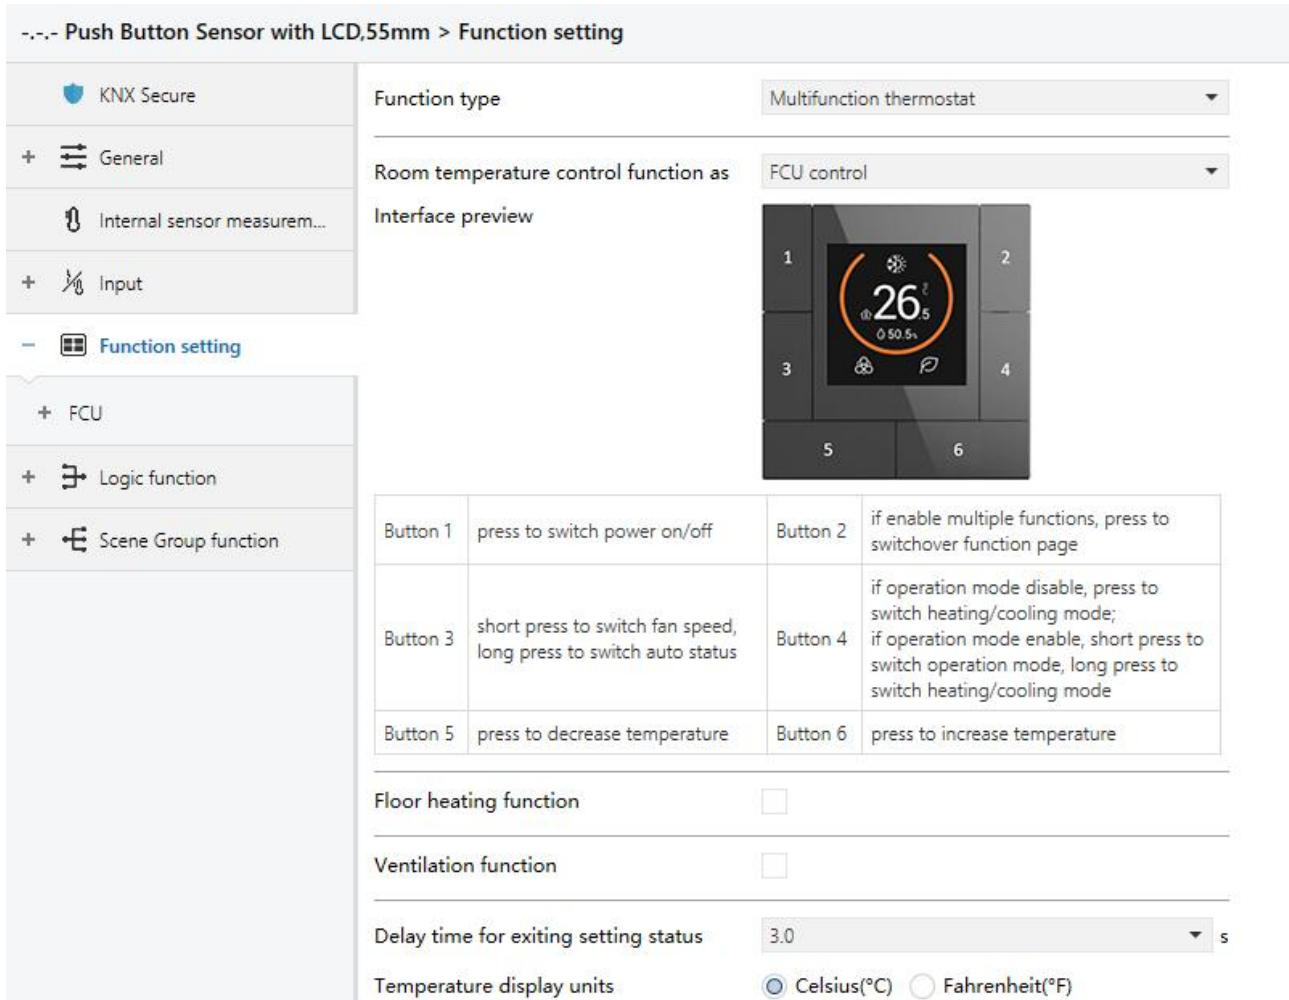 -.-.- Push Button Sensor with LCD,55mm > Function setting
KNX Secure
+ General
Internal sensor measurem...
+ Input
− Function setting
+ FCU
+ Logic function
+ Scene Group function
Function type
Multifunction thermostat
Room temperature control function as
FCU control
Interface preview
1
2
3
4
5
6
26.5
50.5%
Button 1
press to switch power on/off
Button 2
if enable multiple functions, press to
switchover function page
Button 3
short press to switch fan speed,
long press to switch auto status
Button 4
if operation mode disable, press to
switch heating/cooling mode;
if operation mode enable, short press to
switch operation mode, long press to
switch heating/cooling mode
Button 5
press to decrease temperature
Button 6
press to increase temperature
Floor heating function
Ventilation function
Delay time for exiting setting status
3.0
s
Temperature display units
Celsius(°C)
Fahrenheit(°F)